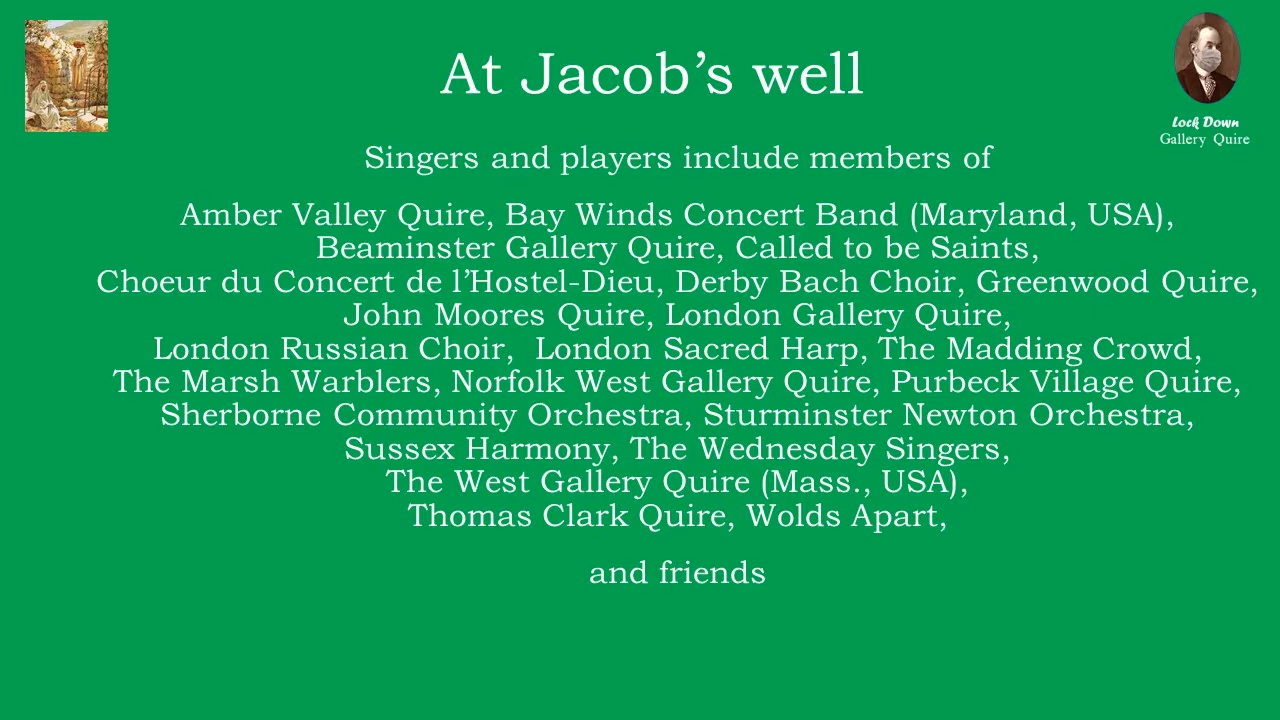 At Jacob’s well
Lock Down
Gallery Quire
Singers and players include members of
Amber Valley Quire, Bay Winds Concert Band (Maryland, USA),
Beaminster Gallery Quire, Called to be Saints,
Choeur du Concert de l’Hostel-Dieu, Derby Bach Choir, Greenwood Quire,
John Moores Quire, London Gallery Quire,
London Russian Choir,  London Sacred Harp, The Madding Crowd,
The Marsh Warblers, Norfolk West Gallery Quire, Purbeck Village Quire,
Sherborne Community Orchestra, Sturminster Newton Orchestra,
Sussex Harmony, The Wednesday Singers,
The West Gallery Quire (Mass., USA),
Thomas Clark Quire, Wolds Apart,
and friends